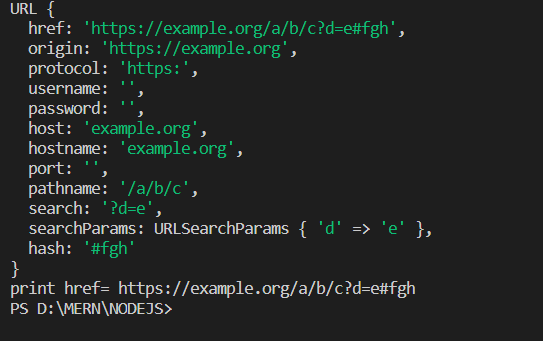 URL {
  href: 'https://example.org/a/b/c?d=e#fgh',
  origin: 'https://example.org',
  protocol: 'https:',
  username: '',
  password: '',
  host: 'example.org',
  hostname: 'example.org',
  port: '',
  pathname: '/a/b/c',
  search: '?d=e',
  searchParams: URLSearchParams { 'd' => 'e' },
  hash: '#fgh'
}
print href= https://example.org/a/b/c?d=e#fgh
PS D:\MERN\NODEJS>